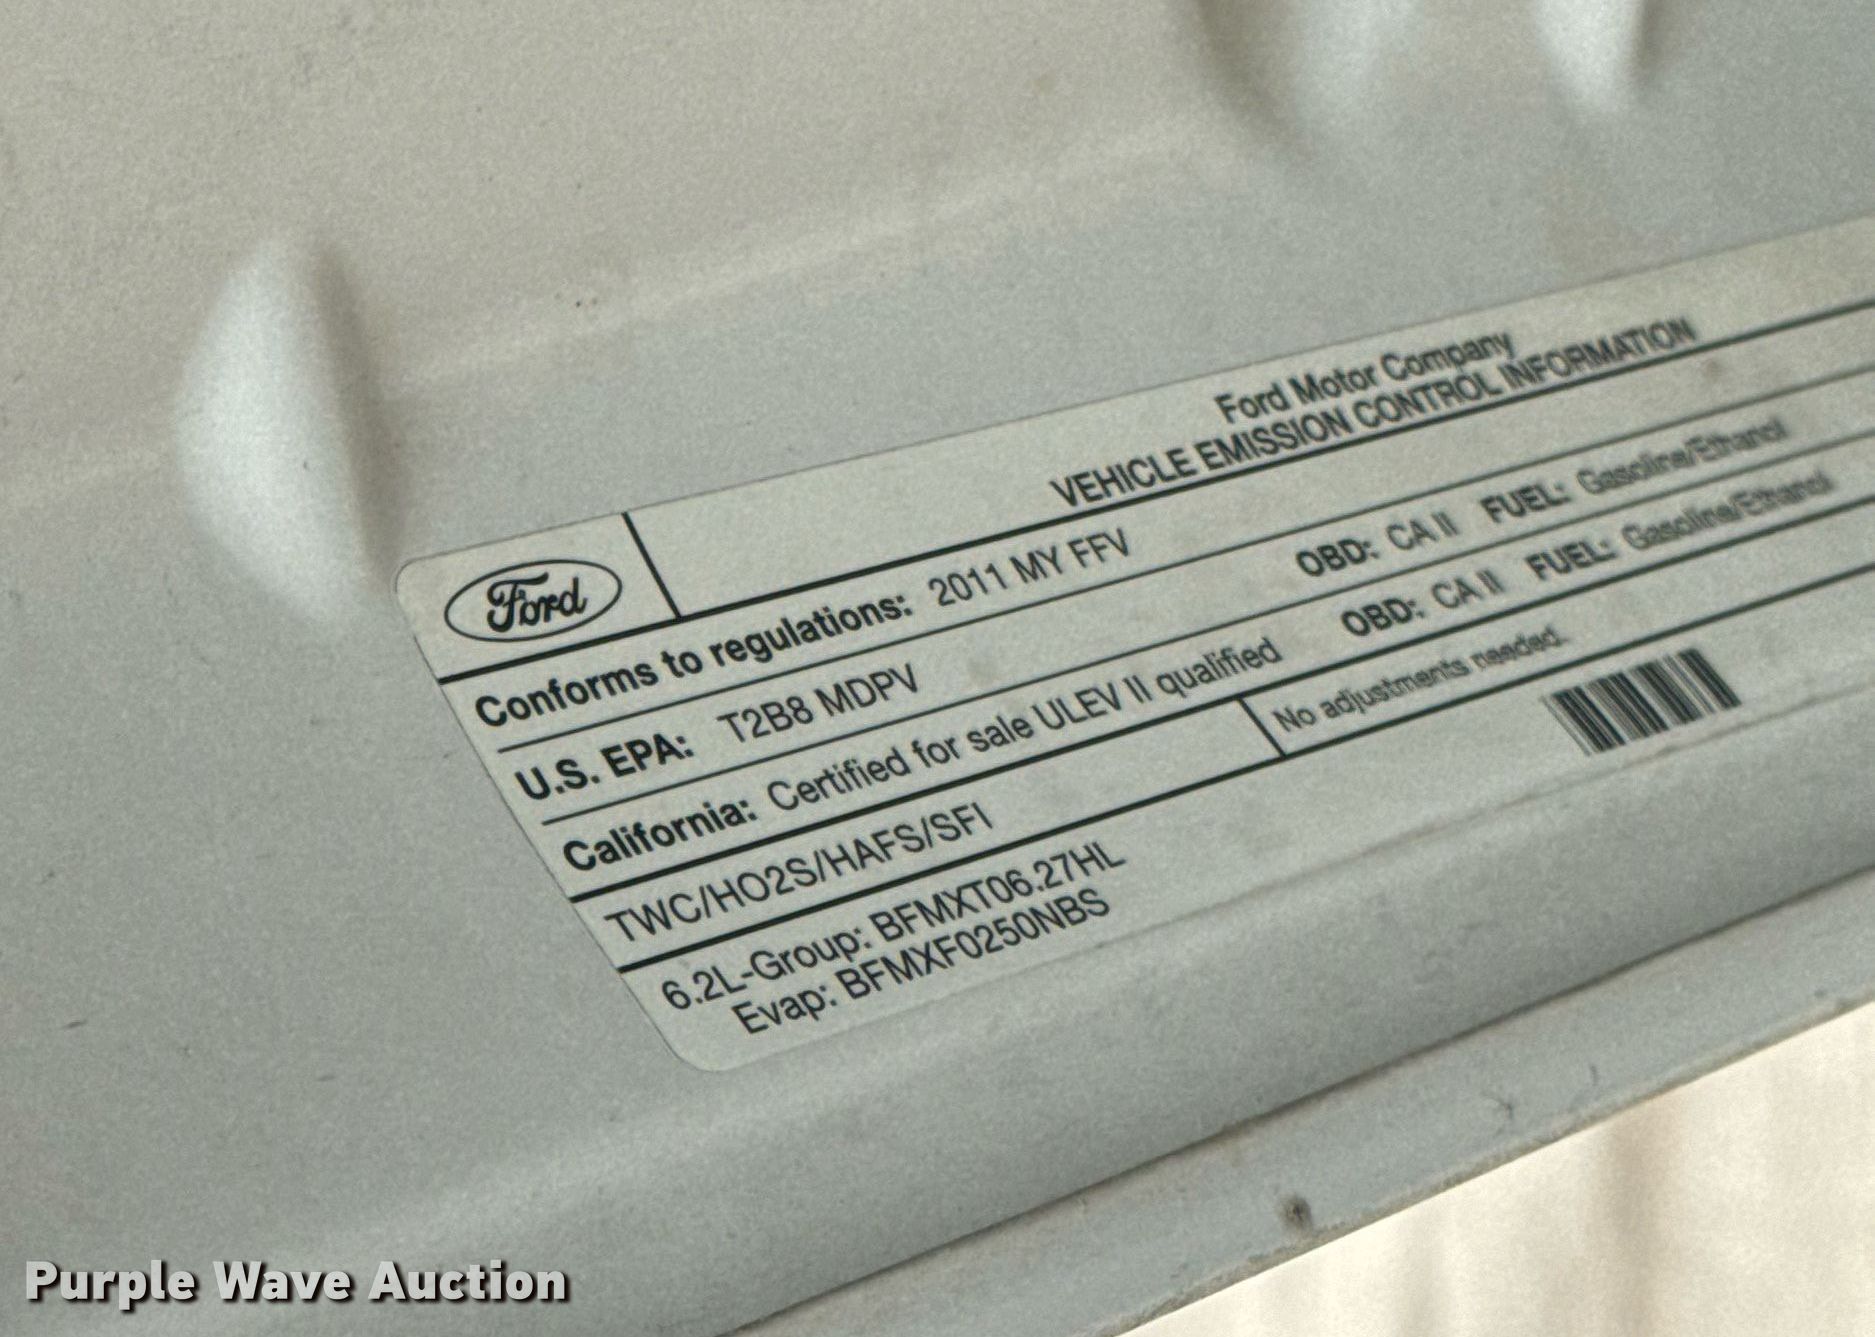 Ford Motor Company
VEHICLE EMISSION CONTROL INFORMATION
Ford
Conforms to regulations: 2011 MY FFV
U.S. EPA: T2B8 MDPV OBD: CA II FUEL: Gasoline/Ethanol
California: Certified for sale ULEV II qualified OBD: CA II FUEL: Gasoline/Ethanol
TWC/HO2S/HAFS/SFI No adjustments needed.
6.2L-Group: BFMXT06.27HL
Evap: BFMXF0250NBS
Purple Wave Auction